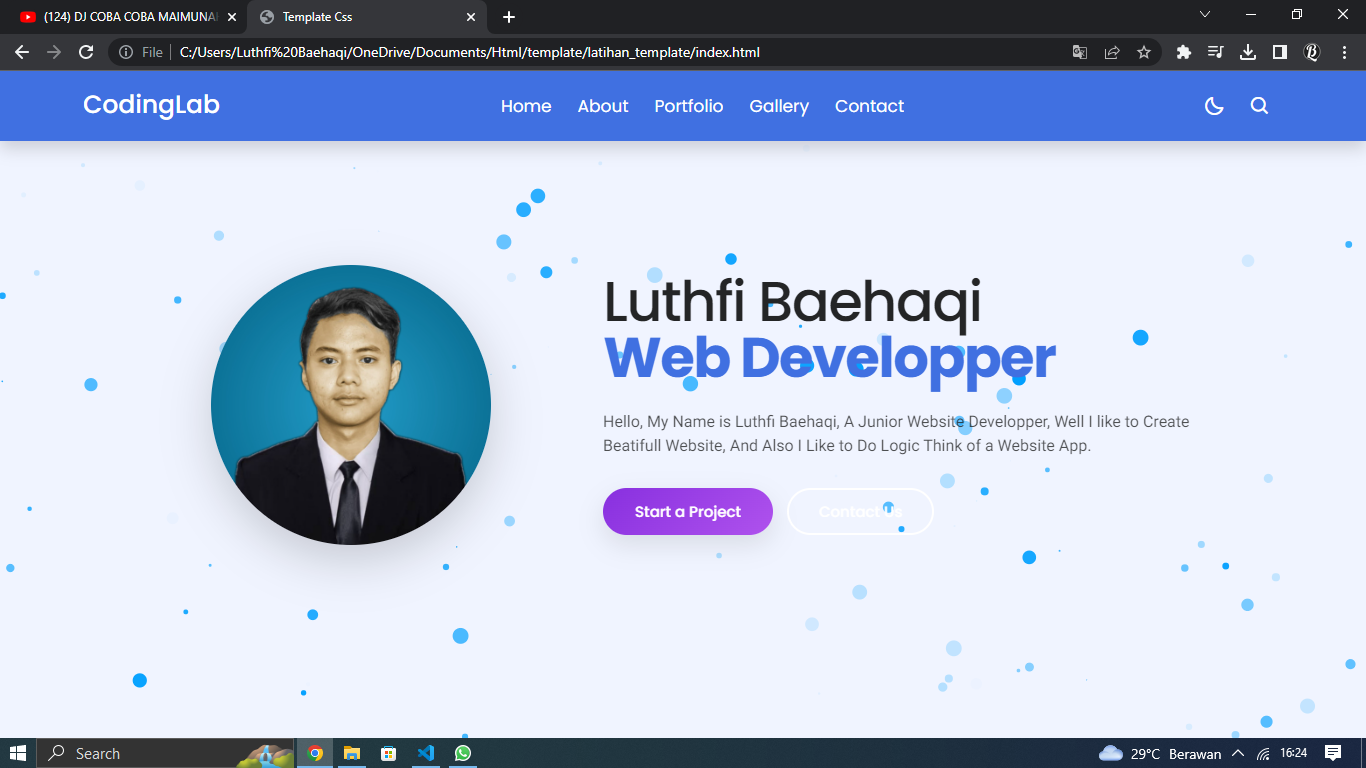 (124) DJ COBA COBA MAIMUNAH
Template Css
File
C:/Users/Luthfi%20Baehaqi/OneDrive/Documents/Html/template/latihan_template/index.html
CodingLab
Home
About
Portfolio
Gallery
Contact
Luthfi Baehaqi
Web Developper
Hello, My Name is Luthfi Baehaqi, A Junior Website Developper, Well I like to Create
Beatifull Website, And Also I Like to Do Logic Think of a Website App.
Start a Project
Contact Us
Search
29°C Berawan
16:24